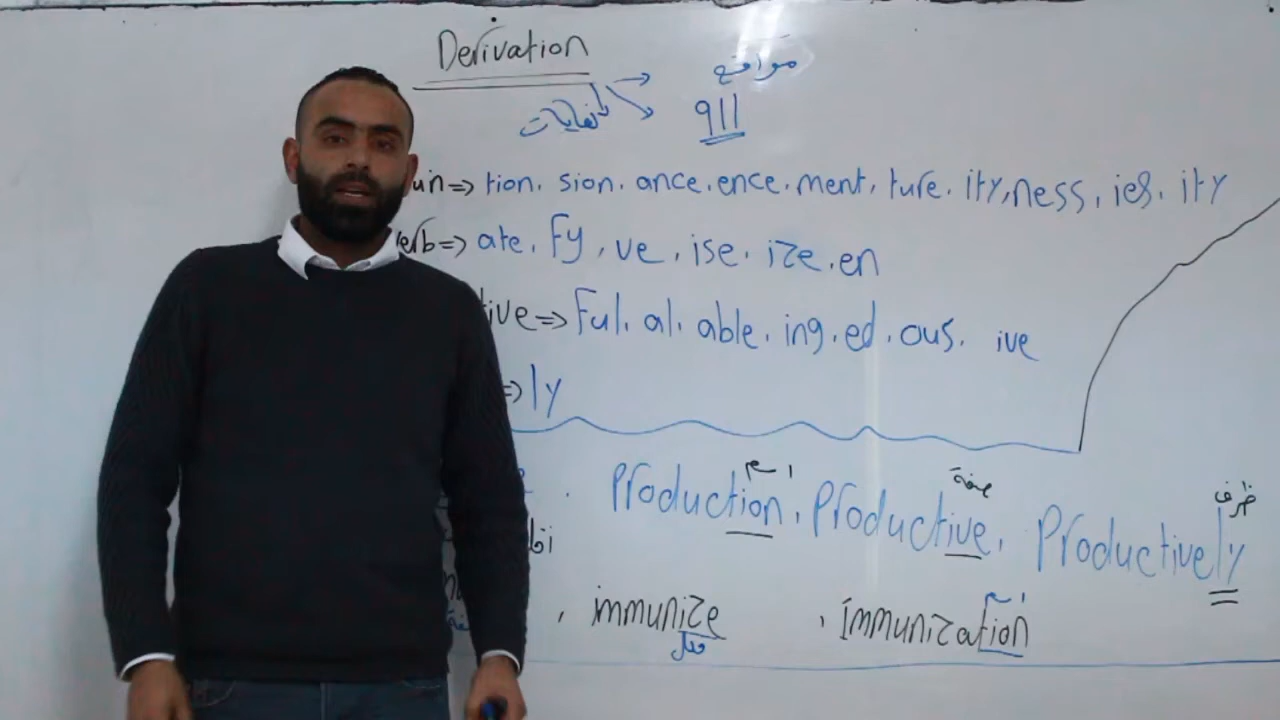 Derivation
مواقع
النهايات 911
un=> tion. sion. ance. ence. ment. ture. ity, ness. ies. ity
erb=> ate. Fy. ve. ise. ize. en
tive=> Ful. al. able. ing. ed. ous. ive
=> ly
اسم صفة ظرف
Production, Productive, Productively
, immunize , Immunization
فعل اسم